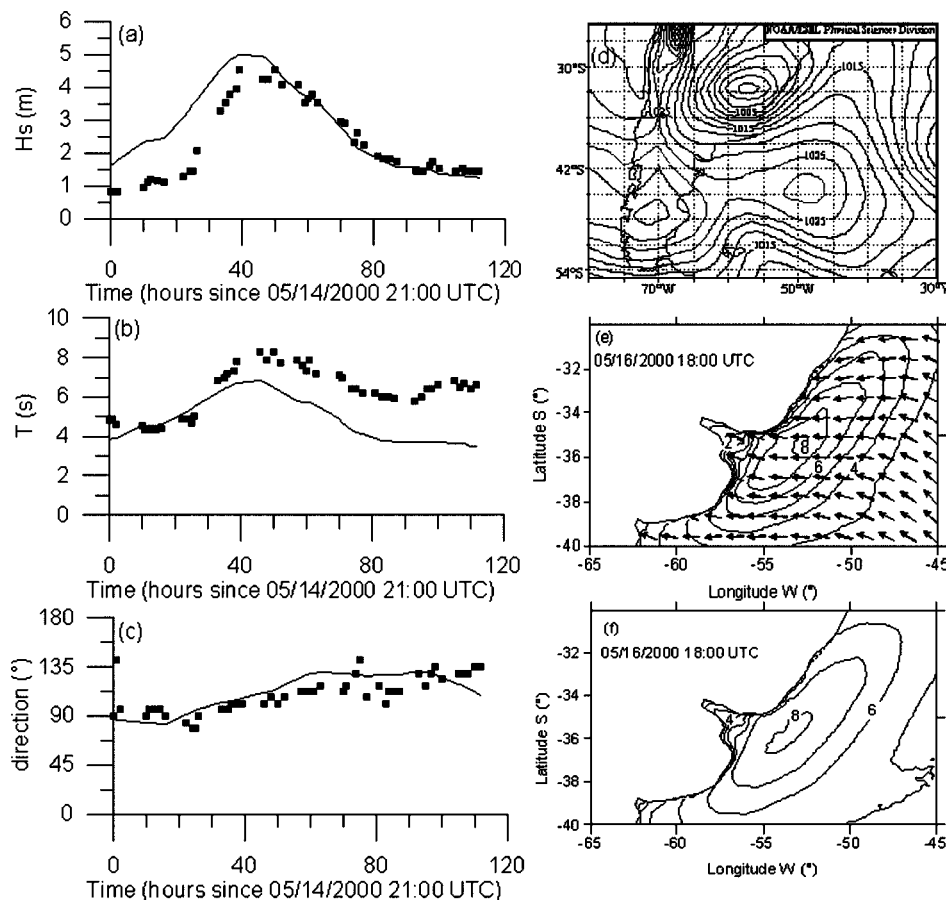 (a)
Hs (m)
6
5
4
3
2
1
0
0 40 80 120
Time (hours since 05/14/2000 21:00 UTC)
(b)
T (s)
10
8
6
4
2
0
0 40 80 120
Time (hours since 05/14/2000 21:00 UTC)
(c)
direction (°)
180
135
90
45
0
0 40 80 120
Time (hours since 05/14/2000 21:00 UTC)
(d)
NOAA/ESRL Physical Sciences Division
30°S
42°S
54°S
70°W 50°W 30°W
1015
1005
1015
1025
1025
1015
(e)
05/16/2000 18:00 UTC
Latitude S (°)
-32
-34
-36
-38
-40
-65 -60 -55 -50 -45
Longitude W (°)
2
8
6
4
(f)
05/16/2000 18:00 UTC
Latitude S (°)
-32
-34
-36
-38
-40
-65 -60 -55 -50 -45
Longitude W (°)
4
8
6